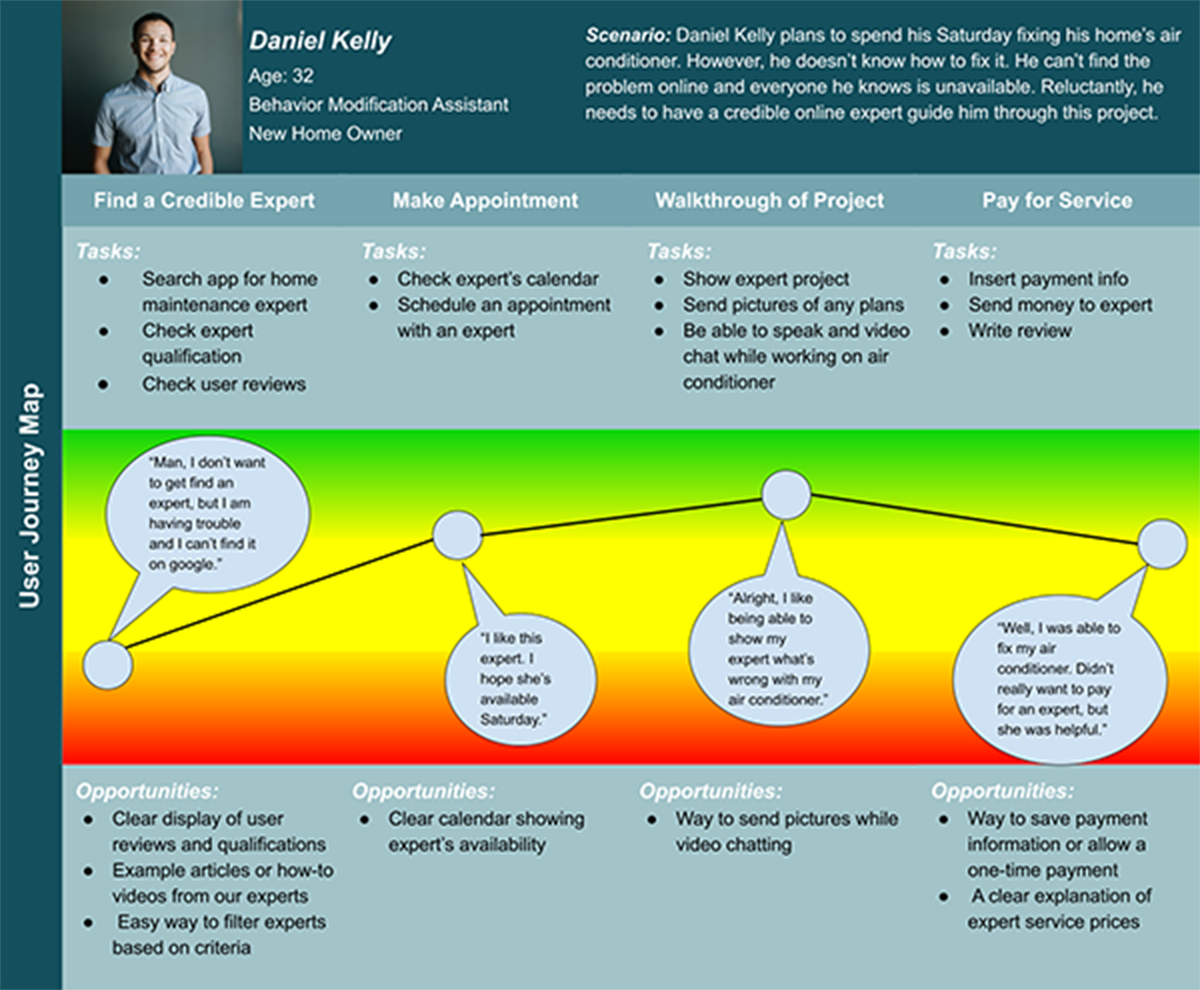 User Journey Map
Daniel Kelly
Age: 32
Behavior Modification Assistant
New Home Owner
Scenario: Daniel Kelly plans to spend his Saturday fixing his home's air
conditioner. However, he doesn't know how to fix it. He can't find the
problem online and everyone he knows is unavailable. Reluctantly, he
needs to have a credible online expert guide him through this project.
Find a Credible Expert
Make Appointment
Walkthrough of Project
Pay for Service
Tasks:
● Search app for home
maintenance expert
● Check expert
qualification
● Check user reviews
Tasks:
● Check expert's calendar
● Schedule an appointment
with an expert
Tasks:
● Show expert project
● Send pictures of any plans
● Be able to speak and video
chat while working on air
conditioner
Tasks:
● Insert payment info
● Send money to expert
● Write review
"Man, I don't want
to get find an
expert, but I am
having trouble
and I can't find it
on google."
"I like this
expert. I
hope she's
available
Saturday."
"Alright, I like
being able to
show my
expert what's
wrong with my
air conditioner."
"Well, I was able to
fix my air
conditioner. Didn't
really want to pay
for an expert, but
she was helpful."
Opportunities:
● Clear display of user
reviews and qualifications
● Example articles or how-to
videos from our experts
● Easy way to filter experts
based on criteria
Opportunities:
● Clear calendar showing
expert's availability
Opportunities:
● Way to send pictures while
video chatting
Opportunities:
● Way to save payment
information or allow a
one-time payment
● A clear explanation of
expert service prices